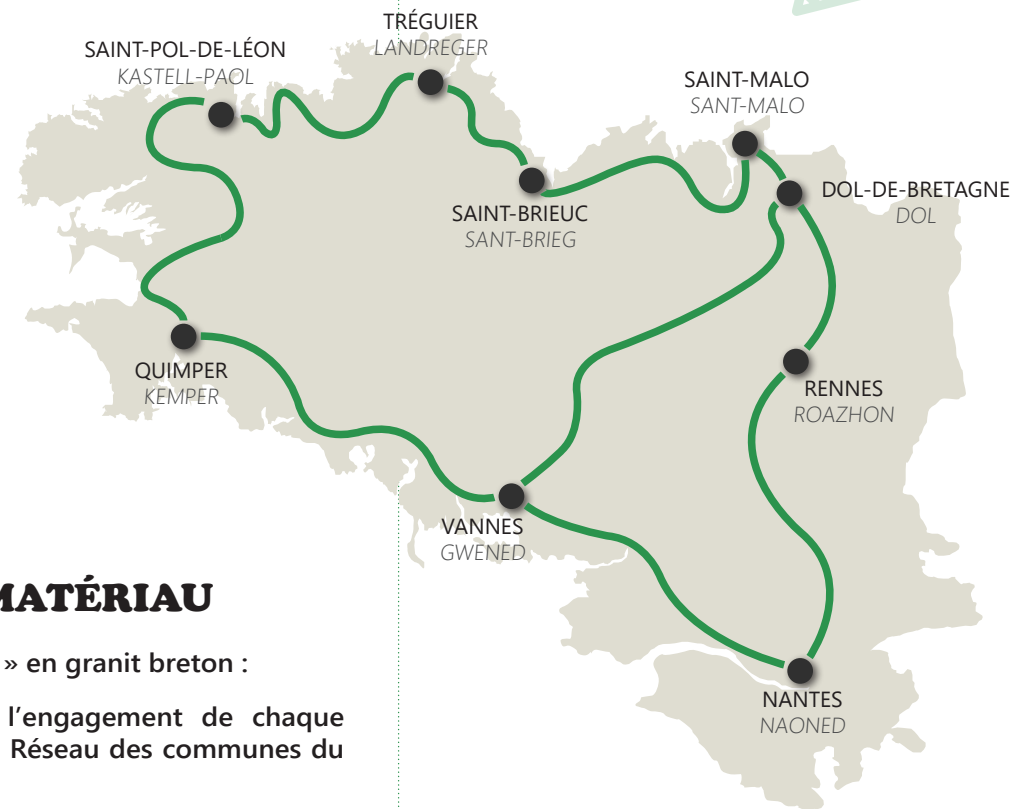 TRÉGUIER
LANDREGER
SAINT-POL-DE-LÉON
KASTELL-PAOL
SAINT-MALO
SANT-MALO
DOL-DE-BRETAGNE
DOL
SAINT-BRIEUC
SANT-BRIEG
QUIMPER
KEMPER
RENNES
ROAZHON
VANNES
GWENED
NANTES
NAONED
MATÉRIAU
» en granit breton :
l’engagement de chaque
Réseau des communes du